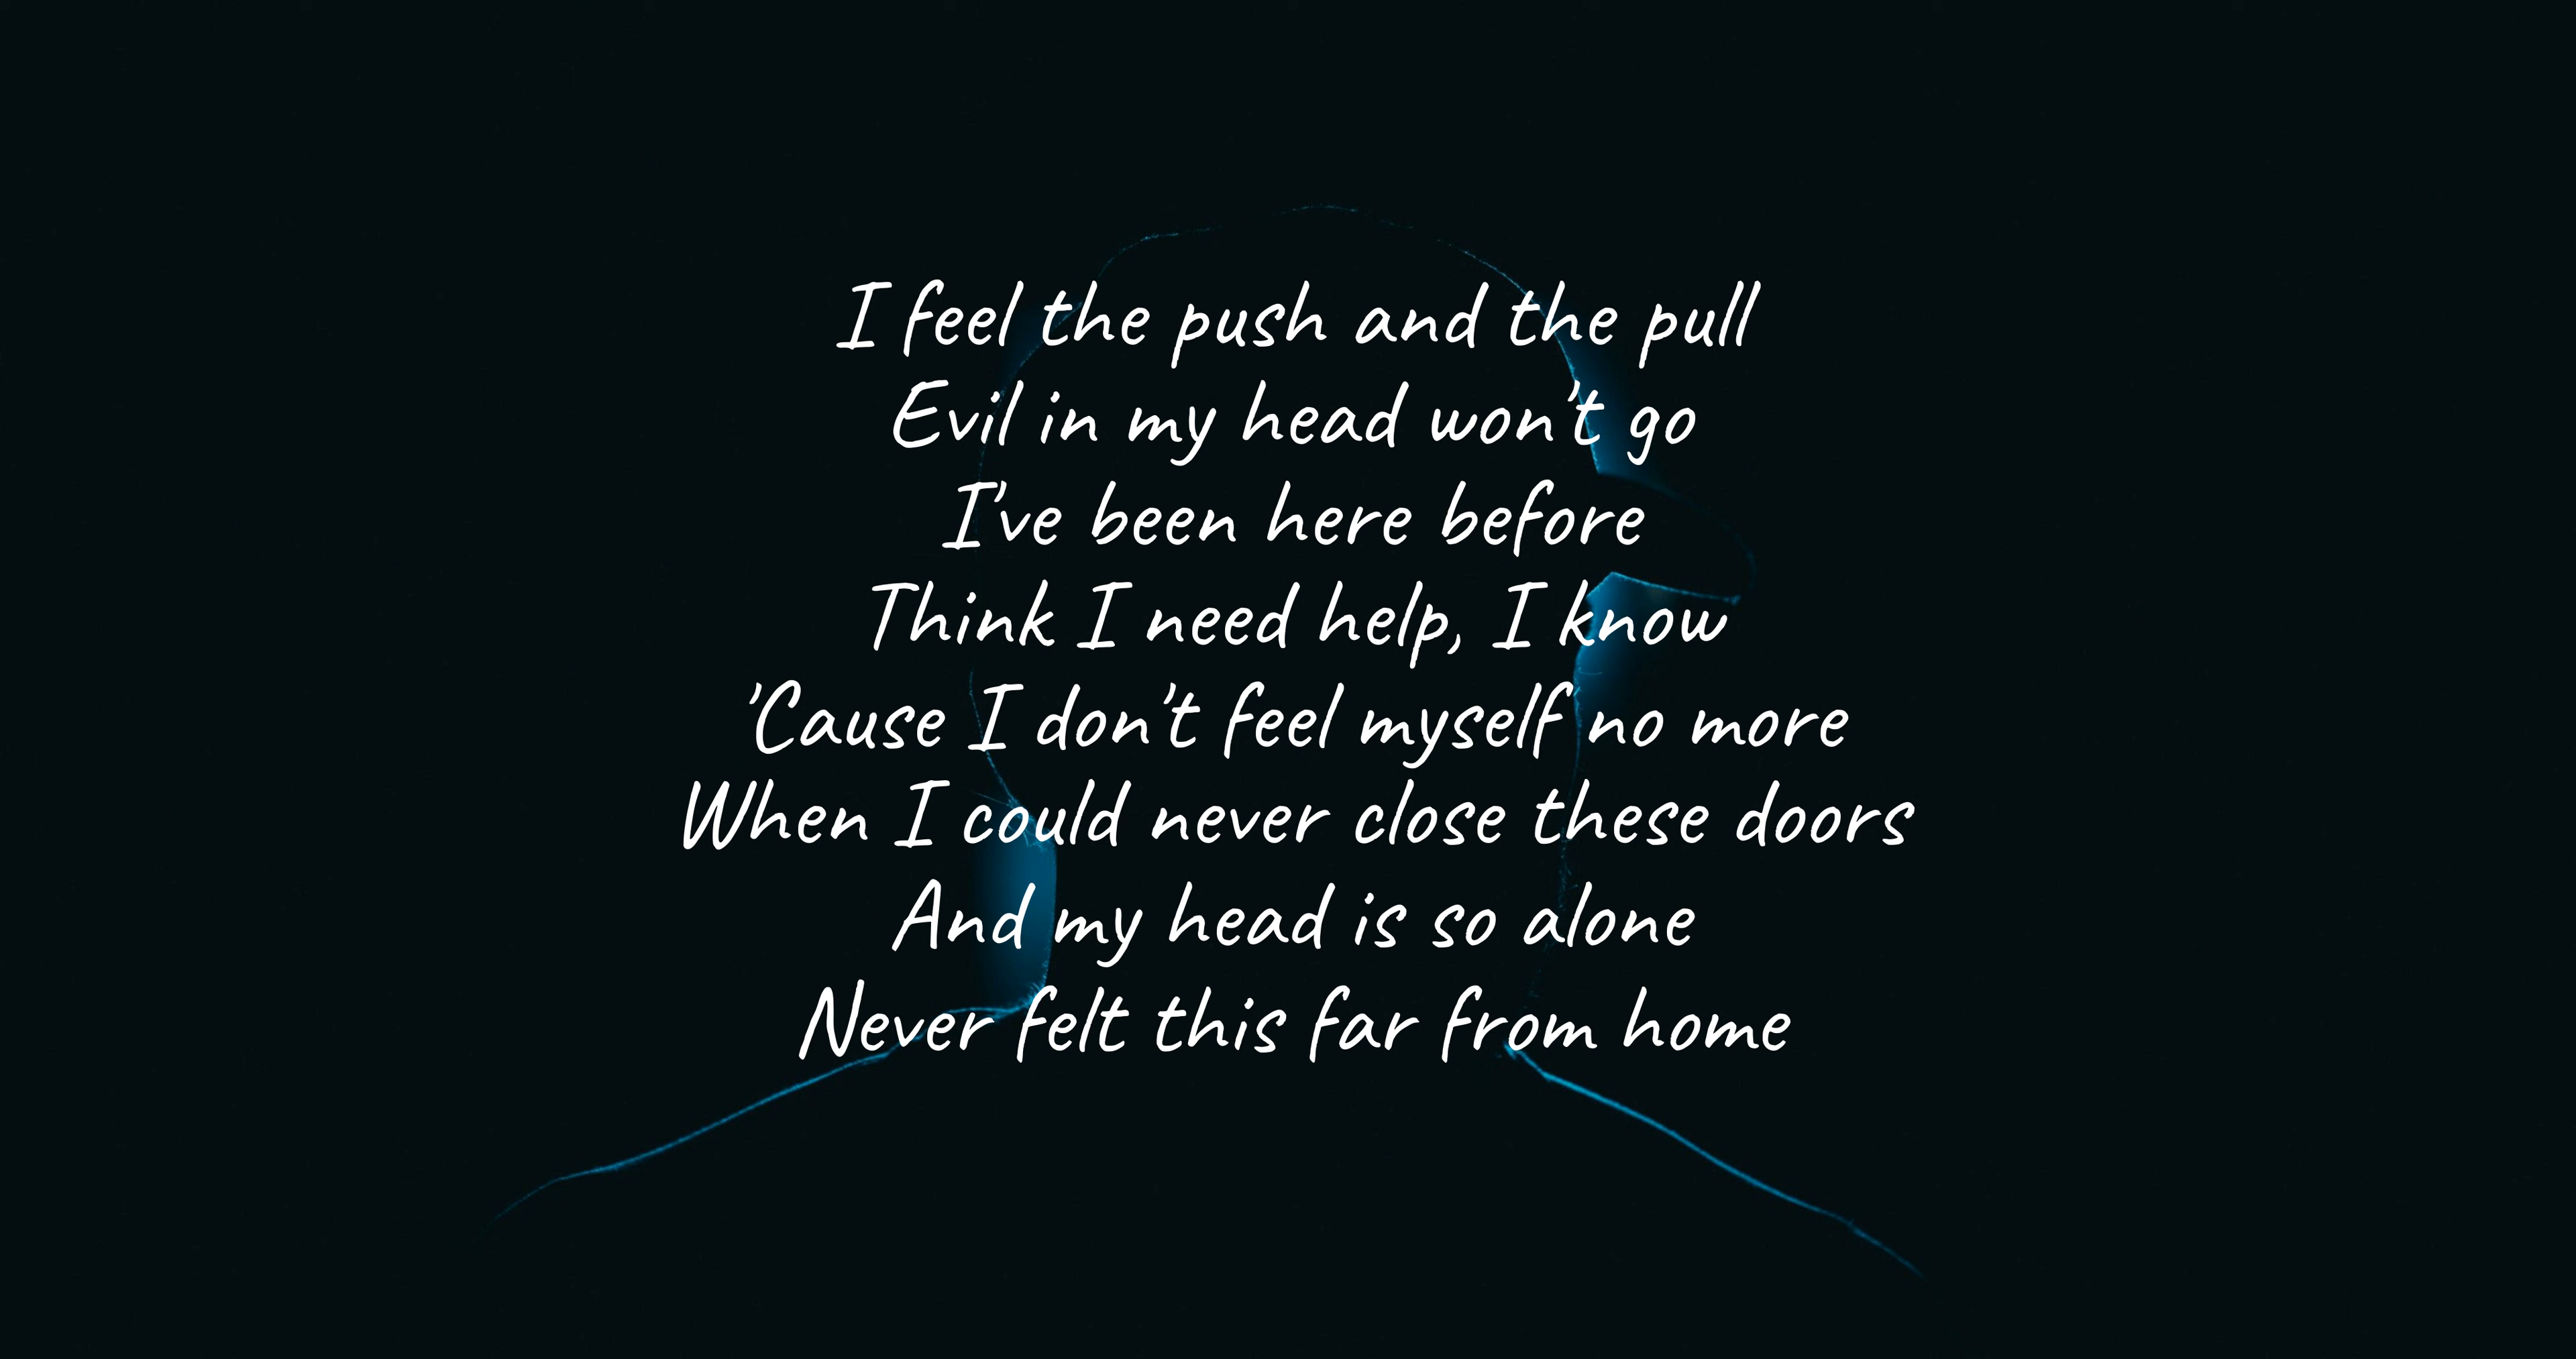 I feel the push and the pull
Evil in my head won't go
I've been here before
Think I need help, I know
'Cause I don't feel myself no more
When I could never close these doors
And my head is so alone
Never felt this far from home